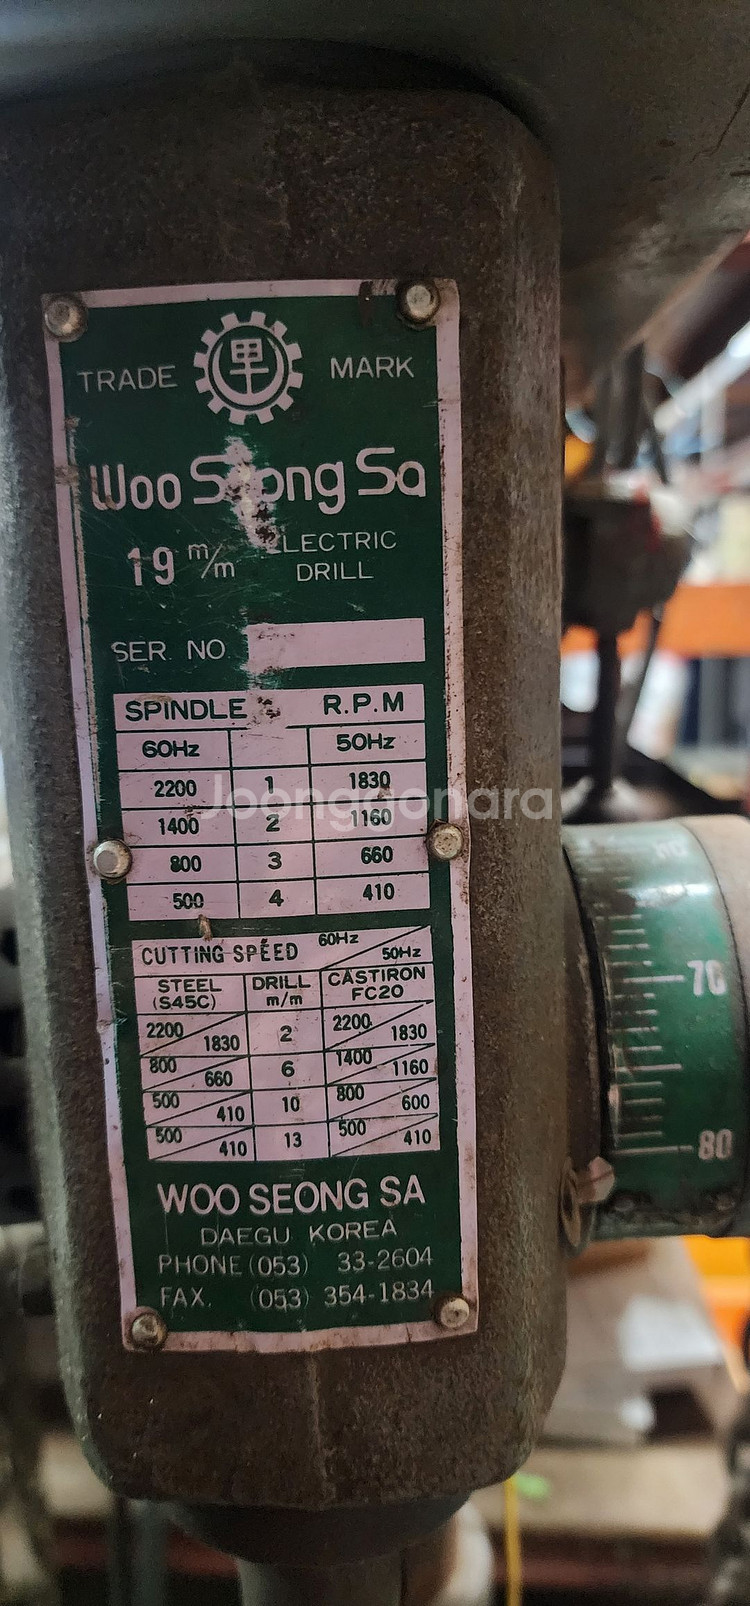 TRADE MARK
Woo Seong Sa
19 m/m ELECTRIC
DRILL
SER. NO
SPINDLE R.P.M
60Hz 50Hz
2200 1 1830
1400 2 1160
800 3 660
500 4 410
CUTTING SPEED 60Hz 50Hz
STEEL (S45C) DRILL m/m CASTIRON FC20
2200 1830 2 2200 1830
800 660 6 1400 1160
500 410 10 800 600
500 410 13 500 410
WOO SEONG SA
DAEGU KOREA
PHONE (053) 33-2604
FAX. (053) 354-1834
70
80
Joonggonara